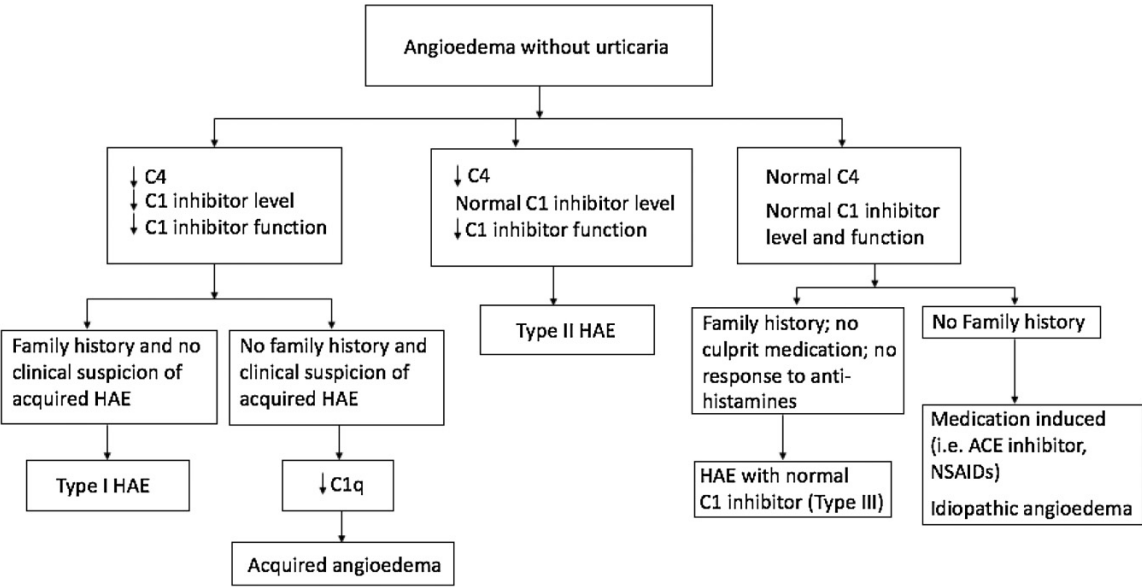 Angioedema without urticaria
↓ C4
↓ C1 inhibitor level
↓ C1 inhibitor function
↓ C4
Normal C1 inhibitor level
↓ C1 inhibitor function
Normal C4
Normal C1 inhibitor
level and function
Family history and no
clinical suspicion of
acquired HAE
No family history and
clinical suspicion of
acquired HAE
Type II HAE
Family history; no
culprit medication; no
response to anti-
histamines
No Family history
Type I HAE
↓ C1q
Acquired angioedema
HAE with normal
C1 inhibitor (Type III)
Medication induced
(i.e. ACE inhibitor,
NSAIDs)
Idiopathic angioedema